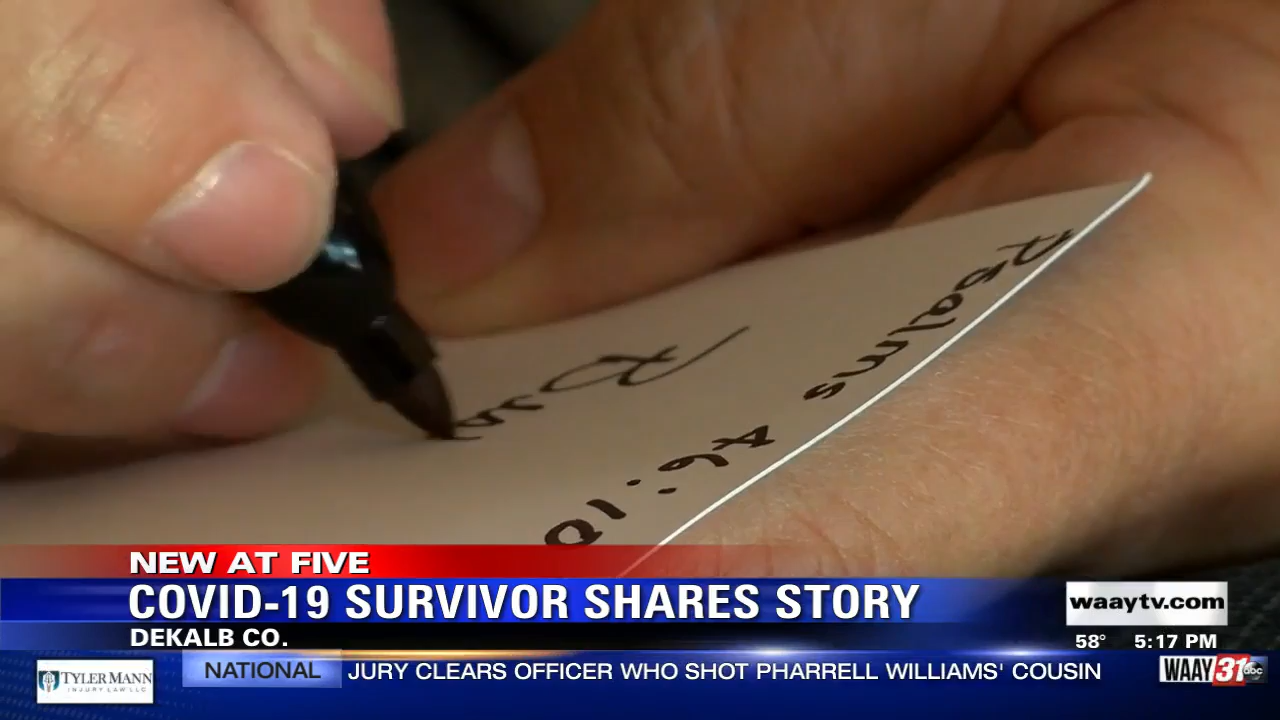 Psalms 46:10
NEW AT FIVE
COVID-19 SURVIVOR SHARES STORY
DEKALB CO.
waaytv.com
58° 5:17 PM
TYLER MANN
INJURY LAW LLC
NATIONAL
JURY CLEARS OFFICER WHO SHOT PHARRELL WILLIAMS' COUSIN
WAAY 31 abc